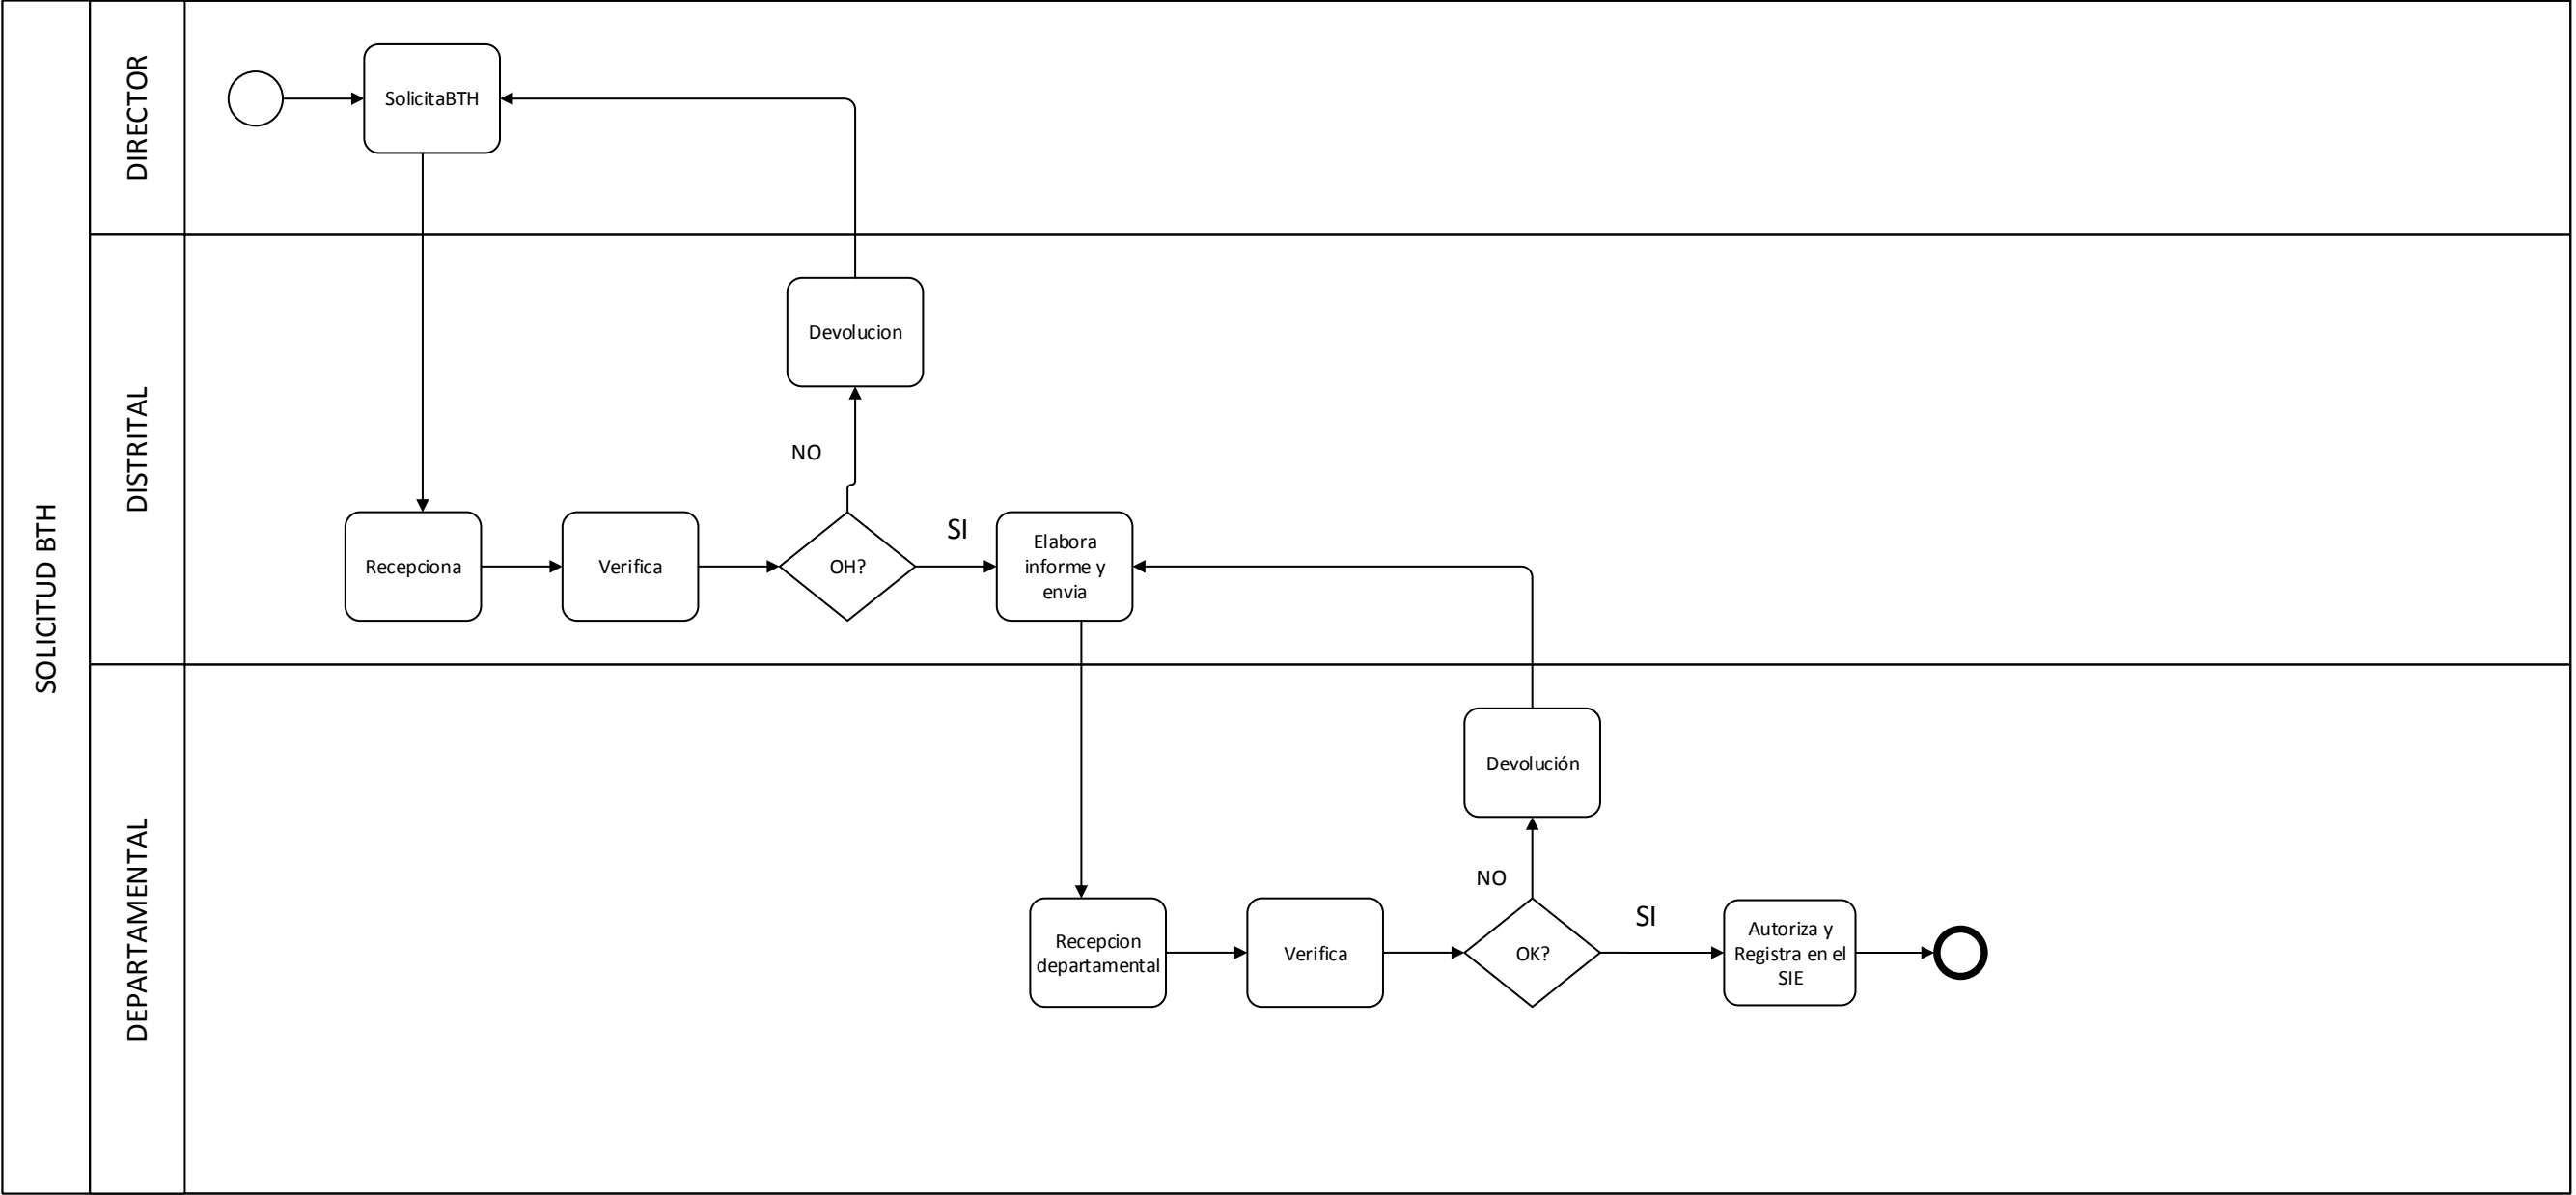 SOLICITUD BTH
DIRECTOR
SolicitaBTH
DISTRITAL
Devolucion
NO
Recepciona
Verifica
OH?
SI
Elabora
informe y
envia
DEPARTAMENTAL
Devolución
NO
Recepcion
departamental
Verifica
OK?
SI
Autoriza y
Registra en el
SIE